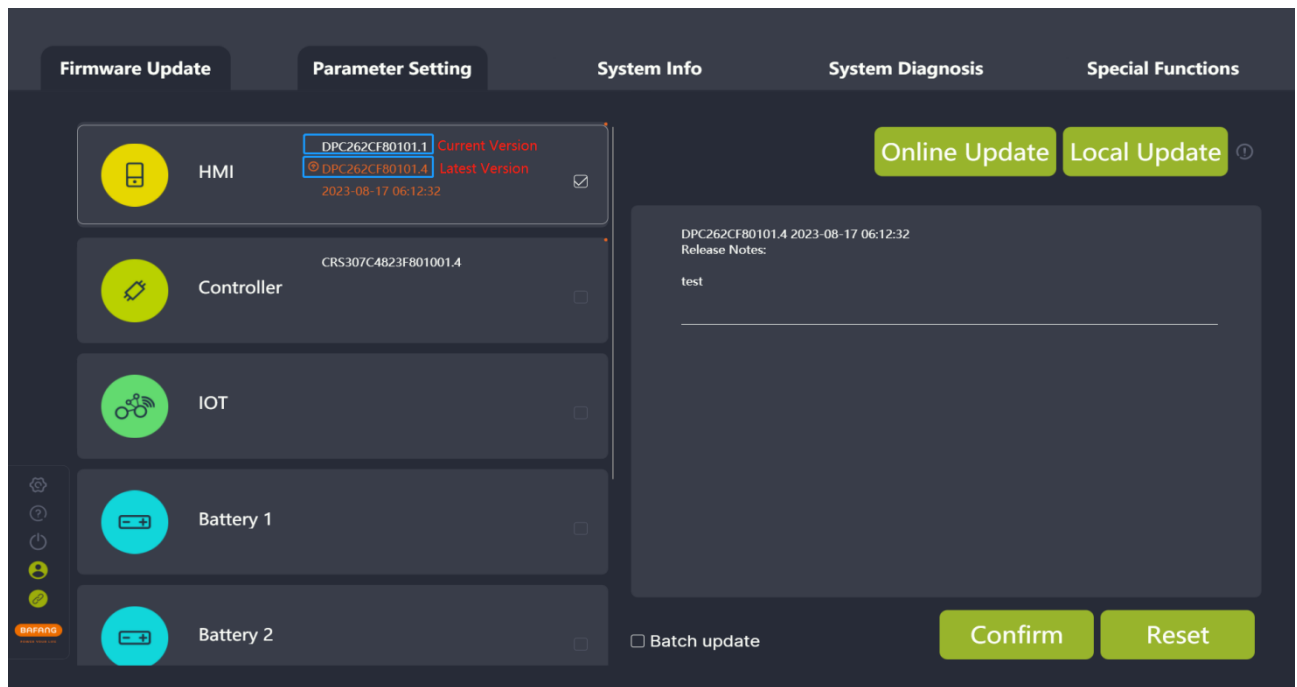 Firmware Update
Parameter Setting
System Info
System Diagnosis
Special Functions
HMI
DPC262CF80101.1 Current Version
DPC262CF80101.4 Latest Version
2023-08-17 06:12:32
Controller
CRS307C4823F801001.4
IOT
Battery 1
Battery 2
Online Update
Local Update
DPC262CF80101.4 2023-08-17 06:12:32
Release Notes:
test
Batch update
Confirm
Reset
BAFANG